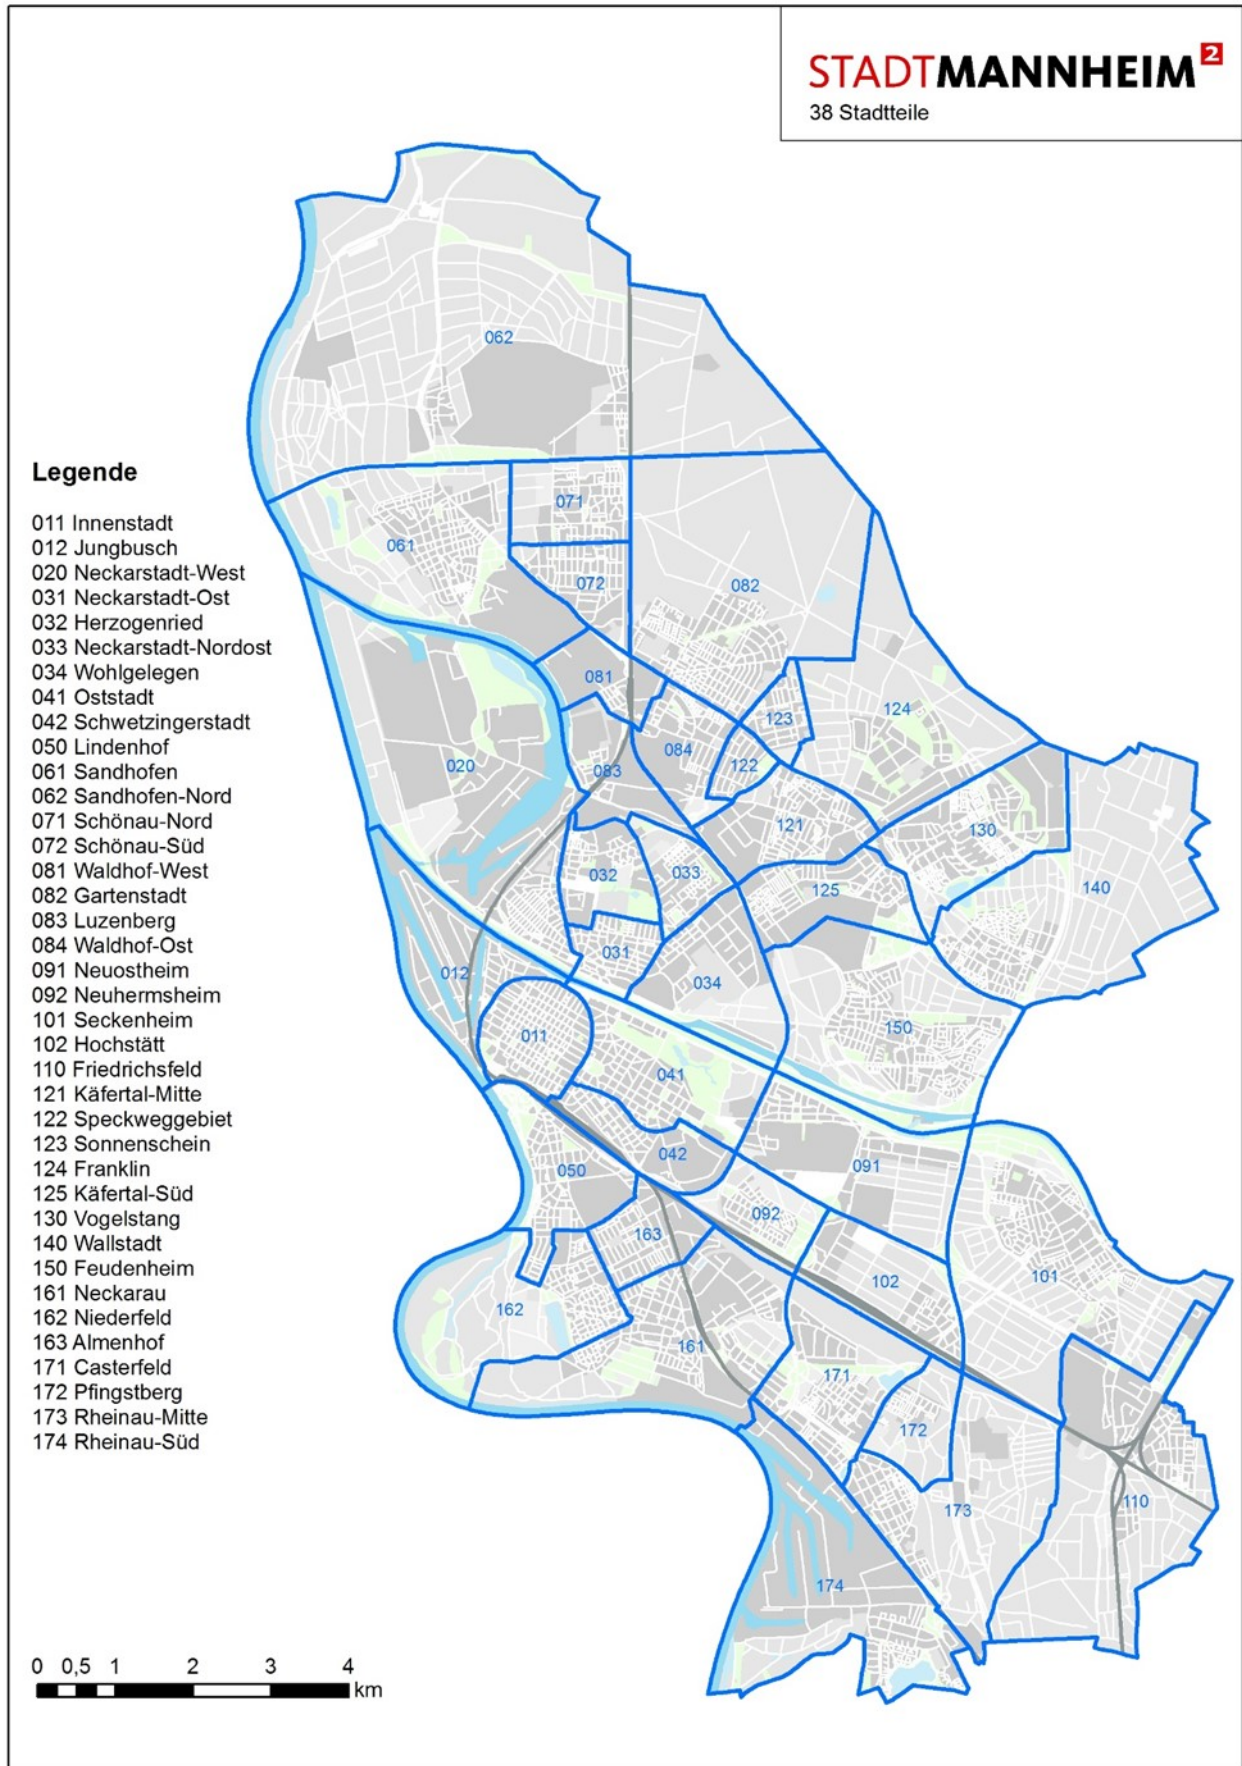 STADTMANNHEIM²
38 Stadtteile
Legende
011 Innenstadt
012 Jungbusch
020 Neckarstadt-West
031 Neckarstadt-Ost
032 Herzogenried
033 Neckarstadt-Nordost
034 Wohlgelegen
041 Oststadt
042 Schwetzingerstadt
050 Lindenhof
061 Sandhofen
062 Sandhofen-Nord
071 Schönau-Nord
072 Schönau-Süd
081 Waldhof-West
082 Gartenstadt
083 Luzenberg
084 Waldhof-Ost
091 Neuostheim
092 Neuhermsheim
101 Seckenheim
102 Hochstätt
110 Friedrichsfeld
121 Käfertal-Mitte
122 Speckweggebiet
123 Sonnenschein
124 Franklin
125 Käfertal-Süd
130 Vogelstang
140 Wallstadt
150 Feudenheim
161 Neckarau
162 Niederfeld
163 Almenhof
171 Casterfeld
172 Pfingstberg
173 Rheinau-Mitte
174 Rheinau-Süd
062
071
061
072
082
081
124
123
084
122
020
083
121
130
032
033
125
140
031
012
034
150
011
041
042
050
091
092
163
101
102
162
161
171
172
110
173
174
0 0,5 1 2 3 4
km